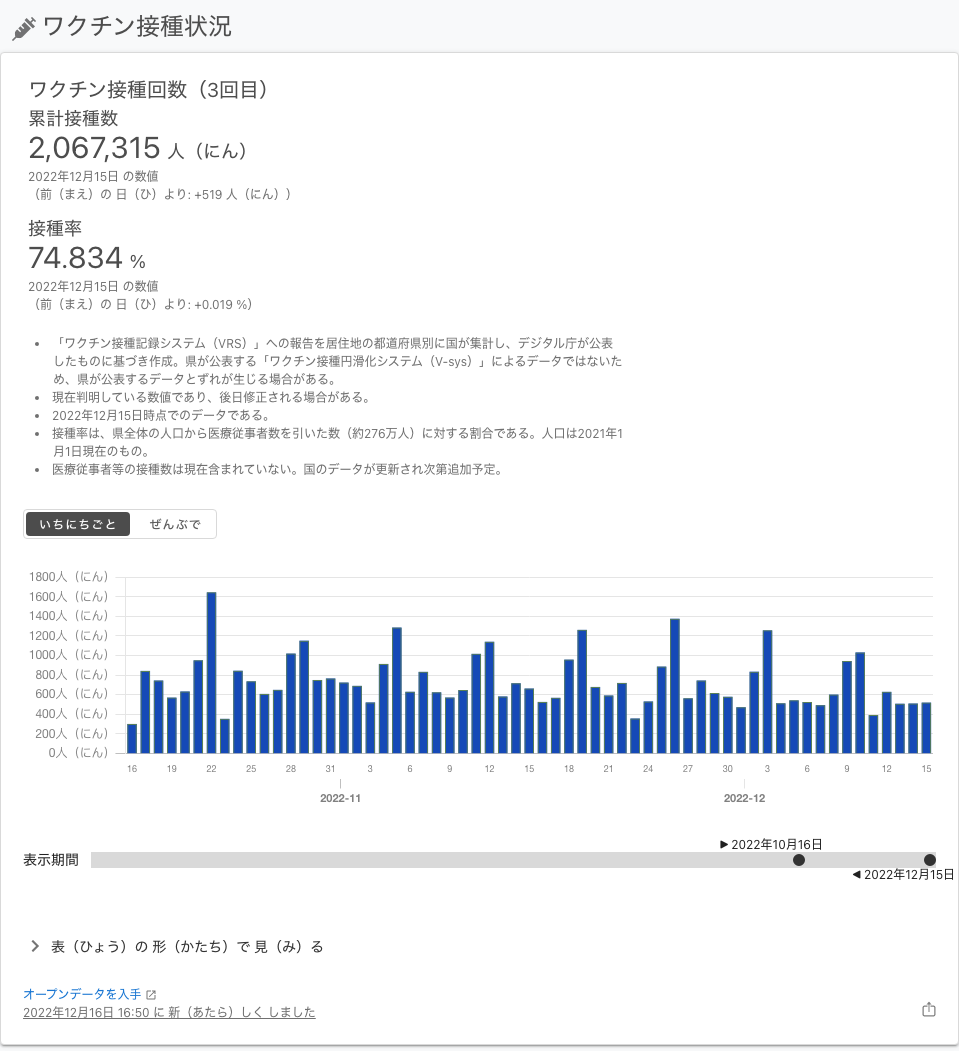 ワクチン接種状況
ワクチン接種回数（3回目）
累計接種数
2,067,315 人（にん）
2022年12月15日 の数値
（前（まえ）の 日（ひ）より: +519 人（にん））
接種率
74.834 %
2022年12月15日 の数値
（前（まえ）の 日（ひ）より: +0.019 %）
• 「ワクチン接種記録システム（VRS）」への報告を居住地の都道府県別に国が集計し、デジタル庁が公表
したものに基づき作成。県が公表する「ワクチン接種円滑化システム（V-sys）」によるデータではないた
め、県が公表するデータとずれが生じる場合がある。
• 現在判明している数値であり、後日修正される場合がある。
• 2022年12月15日時点でのデータである。
• 接種率は、県全体の人口から医療従事者数を引いた数（約276万人）に対する割合である。人口は2021年1
月1日現在のもの。
• 医療従事者等の接種数は現在含まれていない。国のデータが更新され次第追加予定。
いちにちごと ぜんぶで
1800人（にん）
1600人（にん）
1400人（にん）
1200人（にん）
1000人（にん）
800人（にん）
600人（にん）
400人（にん）
200人（にん）
0人（にん）
16 19 22 25 28 31 3 6 9 12 15 18 21 24 27 30 3 6 9 12 15
2022-11 2022-12
▶ 2022年10月16日
表示期間
◀ 2022年12月15日
表（ひょう）の 形（かたち）で 見（み）る
オープンデータを入手
2022年12月16日 16:50 に 新（あたら）しく しました